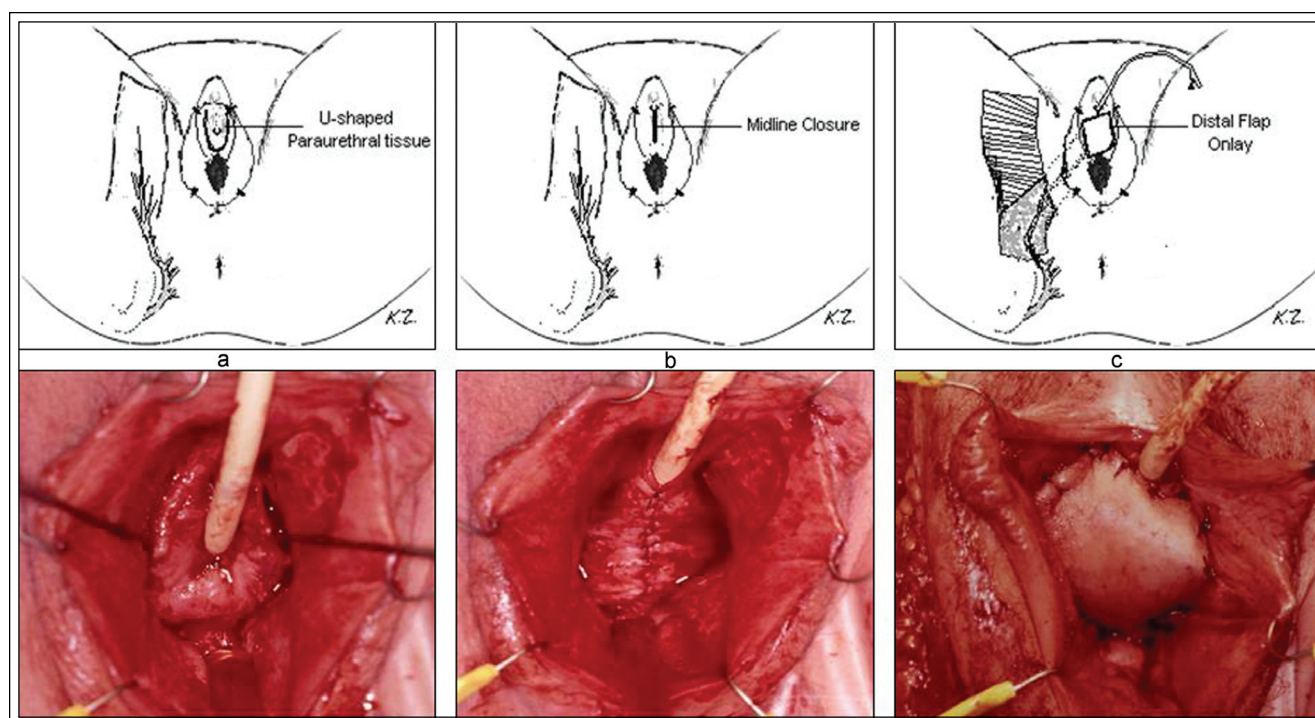 U-shaped
Paraurethral tissue
K.Z.
Midline Closure
K.Z.
Distal Flap
Onlay
K.Z.
a
b
c